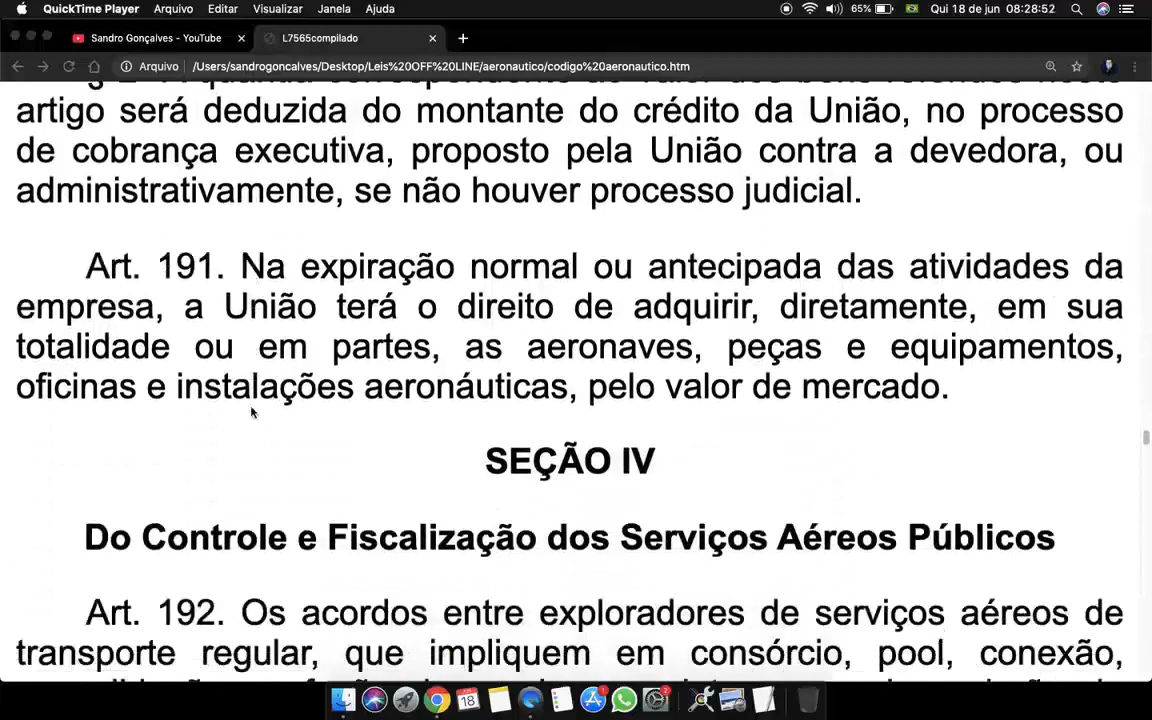 QuickTime Player Arquivo Editar Visualizar Janela Ajuda 65% Qui 18 de jun 08:28:52
Sandro Gonçalves - YouTube L7565compilado
Arquivo /Users/sandrogoncalves/Desktop/Leis%20OFF%20LINE/aeronautico/codigo%20aeronautico.htm
artigo será deduzida do montante do crédito da União, no processo
de cobrança executiva, proposto pela União contra a devedora, ou
administrativamente, se não houver processo judicial.
Art. 191. Na expiração normal ou antecipada das atividades da
empresa, a União terá o direito de adquirir, diretamente, em sua
totalidade ou em partes, as aeronaves, peças e equipamentos,
oficinas e instalações aeronáuticas, pelo valor de mercado.
SEÇÃO IV
Do Controle e Fiscalização dos Serviços Aéreos Públicos
Art. 192. Os acordos entre exploradores de serviços aéreos de
transporte regular, que impliquem em consórcio, pool, conexão,
18